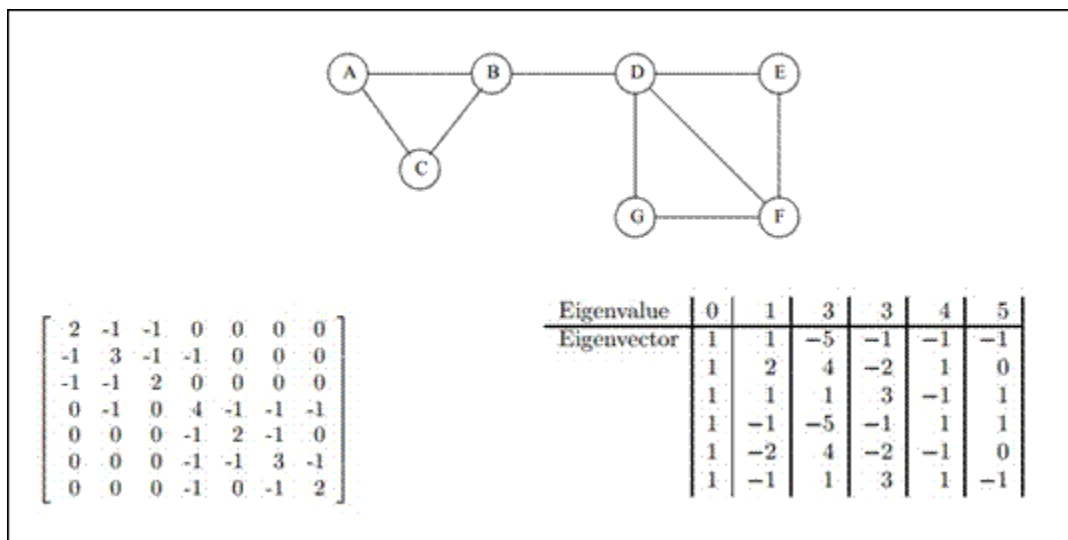 A B D E
C
G F
2 -1 -1 0 0 0 0
-1 3 -1 -1 0 0 0
-1 -1 2 0 0 0 0
0 -1 0 4 -1 -1 -1
0 0 0 -1 2 -1 0
0 0 0 -1 -1 3 -1
0 0 0 -1 0 -1 2
Eigenvalue 0 1 3 3 4 5
Eigenvector 1 1 −5 −1 −1 −1
1 2 4 −2 1 0
1 1 1 3 −1 1
1 −1 −5 −1 1 1
1 −2 4 −2 −1 0
1 −1 1 3 1 −1